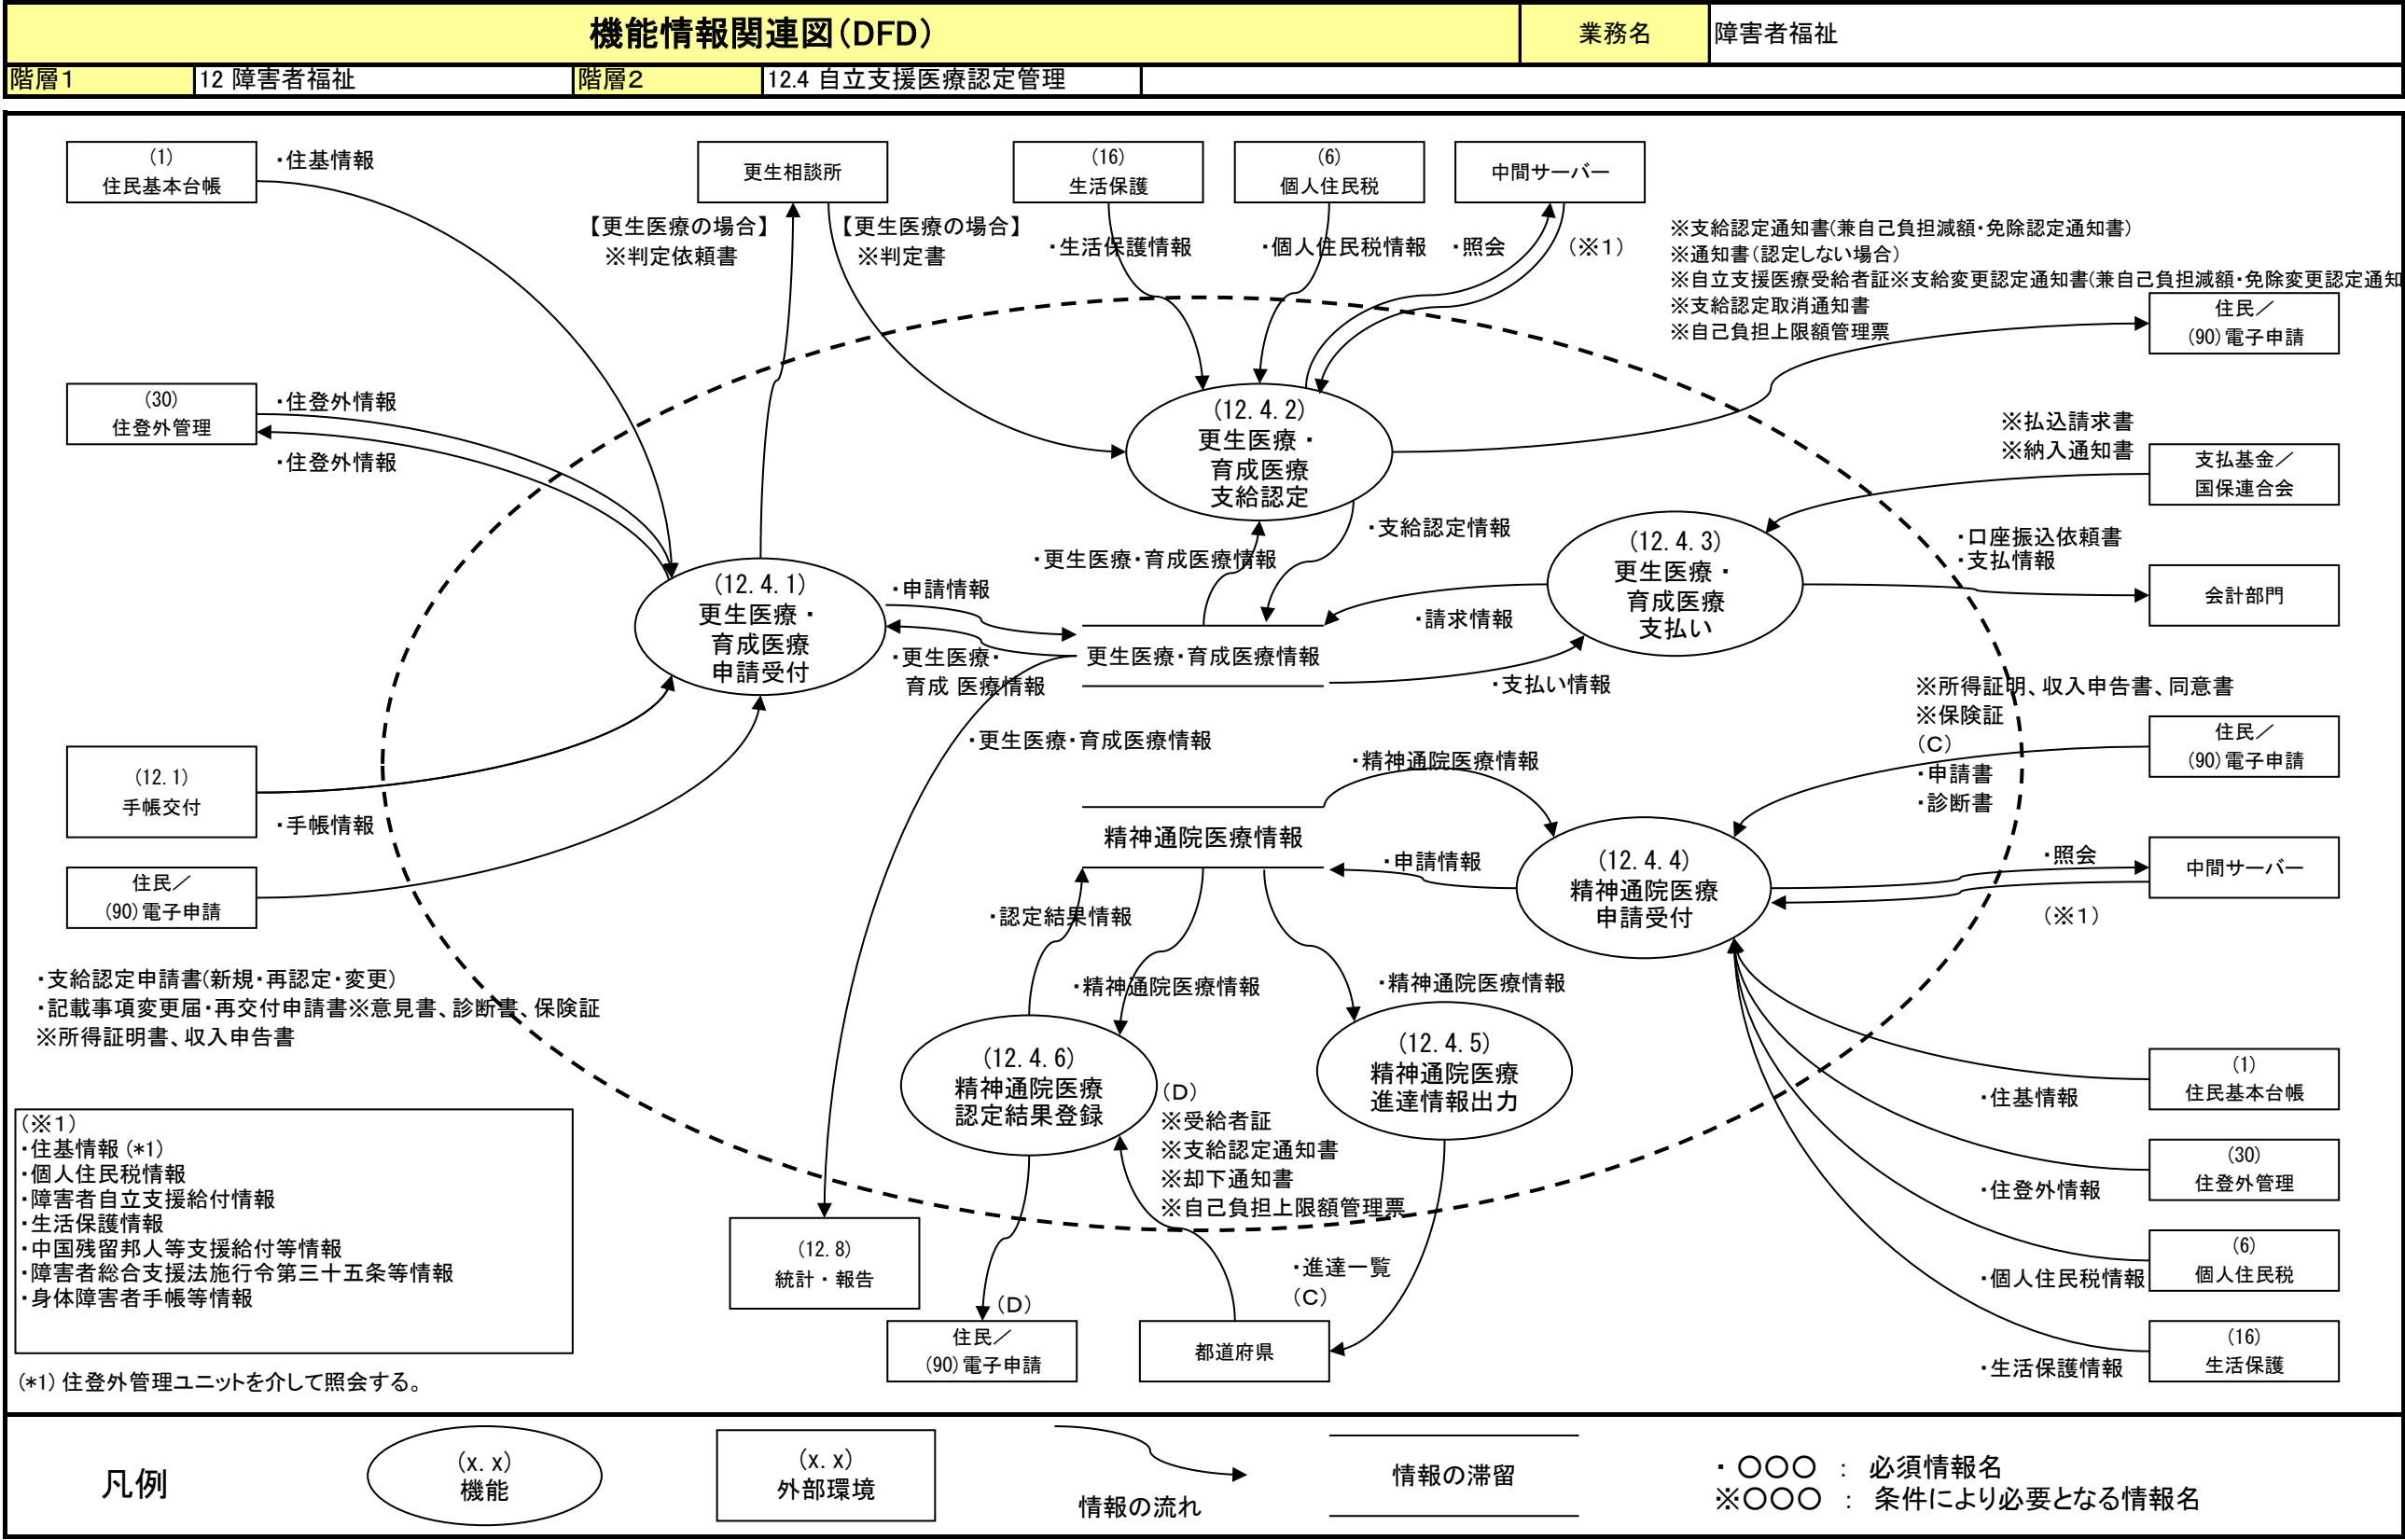 機能情報関連図(DFD)
業務名
障害者福祉
階層1
12 障害者福祉
階層2
12.4 自立支援医療認定管理
(1)
住民基本台帳
・住基情報
更生相談所
(16)
生活保護
(6)
個人住民税
中間サーバー
【更生医療の場合】
※判定依頼書
【更生医療の場合】
※判定書
・生活保護情報
・個人住民税情報
・照会
(※1)
※支給認定通知書(兼自己負担減額・免除認定通知書)
※通知書(認定しない場合)
※自立支援医療受給者証※支給変更認定通知書(兼自己負担減額・免除変更認定通知
※支給認定取消通知書
※自己負担上限額管理票
住民/
(90)電子申請
(30)
住登外管理
・住登外情報
・住登外情報
(12.4.2)
更生医療・
育成医療
支給認定
※払込請求書
※納入通知書
支払基金/
国保連合会
・支給認定情報
・更生医療・育成医療情報
(12.4.3)
更生医療・
育成医療
支払い
・口座振込依頼書
・支払情報
会計部門
(12.4.1)
更生医療・
育成医療
申請受付
・申請情報
・請求情報
・更生医療・
育成 医療情報
更生医療・育成医療情報
・支払い情報
・更生医療・育成医療情報
※所得証明、収入申告書、同意書
※保険証
(C)
・申請書
・診断書
住民/
(90)電子申請
(12.1)
手帳交付
・手帳情報
・精神通院医療情報
精神通院医療情報
・申請情報
(12.4.4)
精神通院医療
申請受付
・照会
中間サーバー
(※1)
住民/
(90)電子申請
・認定結果情報
・精神通院医療情報
・精神通院医療情報
・支給認定申請書(新規・再認定・変更)
・記載事項変更届・再交付申請書※意見書、診断書、保険証
※所得証明書、収入申告書
(12.4.6)
精神通院医療
認定結果登録
(12.4.5)
精神通院医療
進達情報出力
(D)
※受給者証
※支給認定通知書
※却下通知書
※自己負担上限額管理票
(1)
住民基本台帳
・住基情報
(30)
住登外管理
・住登外情報
(6)
個人住民税
・個人住民税情報
(16)
生活保護
・生活保護情報
(※1)
・住基情報(*1)
・個人住民税情報
・障害者自立支援給付情報
・生活保護情報
・中国残留邦人等支援給付等情報
・障害者総合支援法施行令第三十五条等情報
・身体障害者手帳等情報
(*1)住登外管理ユニットを介して照会する。
(12.8)
統計・報告
(D)
住民/
(90)電子申請
・進達一覧
(C)
都道府県
凡例
(x.x)
機能
(x.x)
外部環境
情報の流れ
情報の滞留
・ ○○○ : 必須情報名
※○○○ : 条件により必要となる情報名